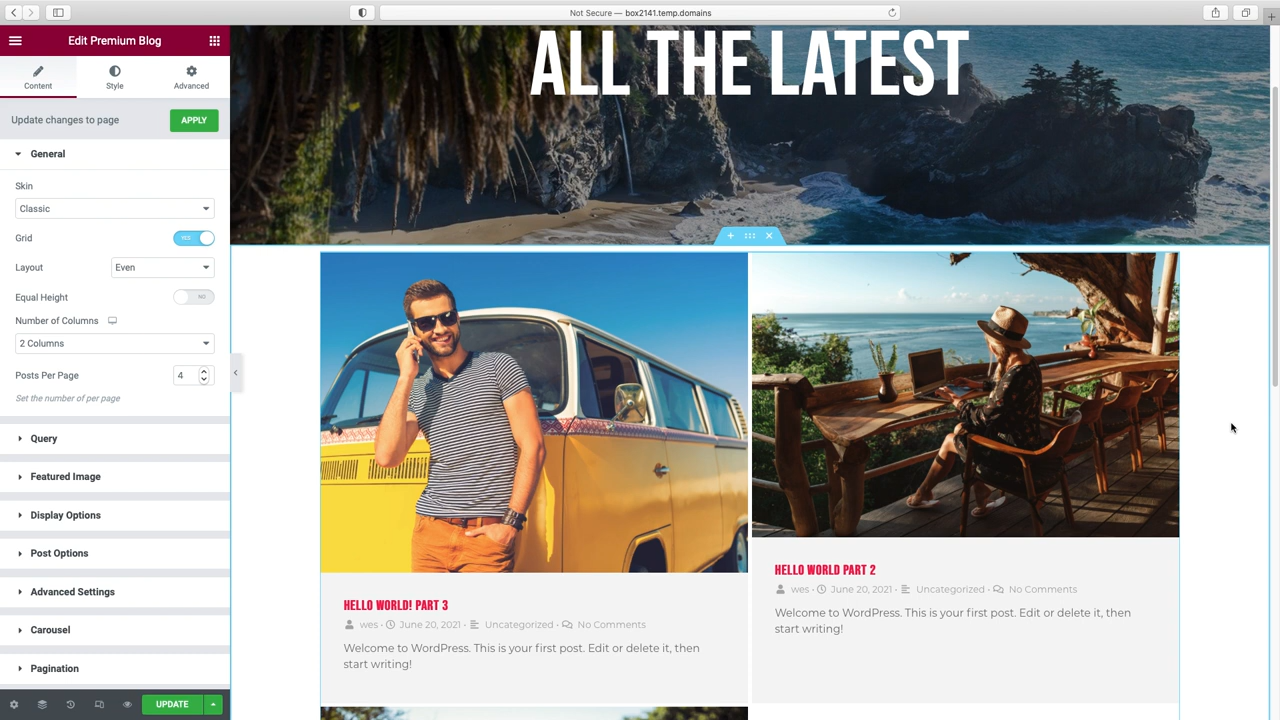 Not Secure — box2141.temp.domains
Edit Premium Blog
Content
Style
Advanced
Update changes to page
APPLY
General
Skin
Classic
Grid
YES
Layout
Even
Equal Height
NO
Number of Columns
2 Columns
Posts Per Page
4
Set the number of per page
Query
Featured Image
Display Options
Post Options
Advanced Settings
Carousel
Pagination
UPDATE
ALL THE LATEST
HELLO WORLD! PART 3
wes • June 20, 2021 • Uncategorized • No Comments
Welcome to WordPress. This is your first post. Edit or delete it, then
start writing!
HELLO WORLD PART 2
wes • June 20, 2021 • Uncategorized • No Comments
Welcome to WordPress. This is your first post. Edit or delete it, then
start writing!